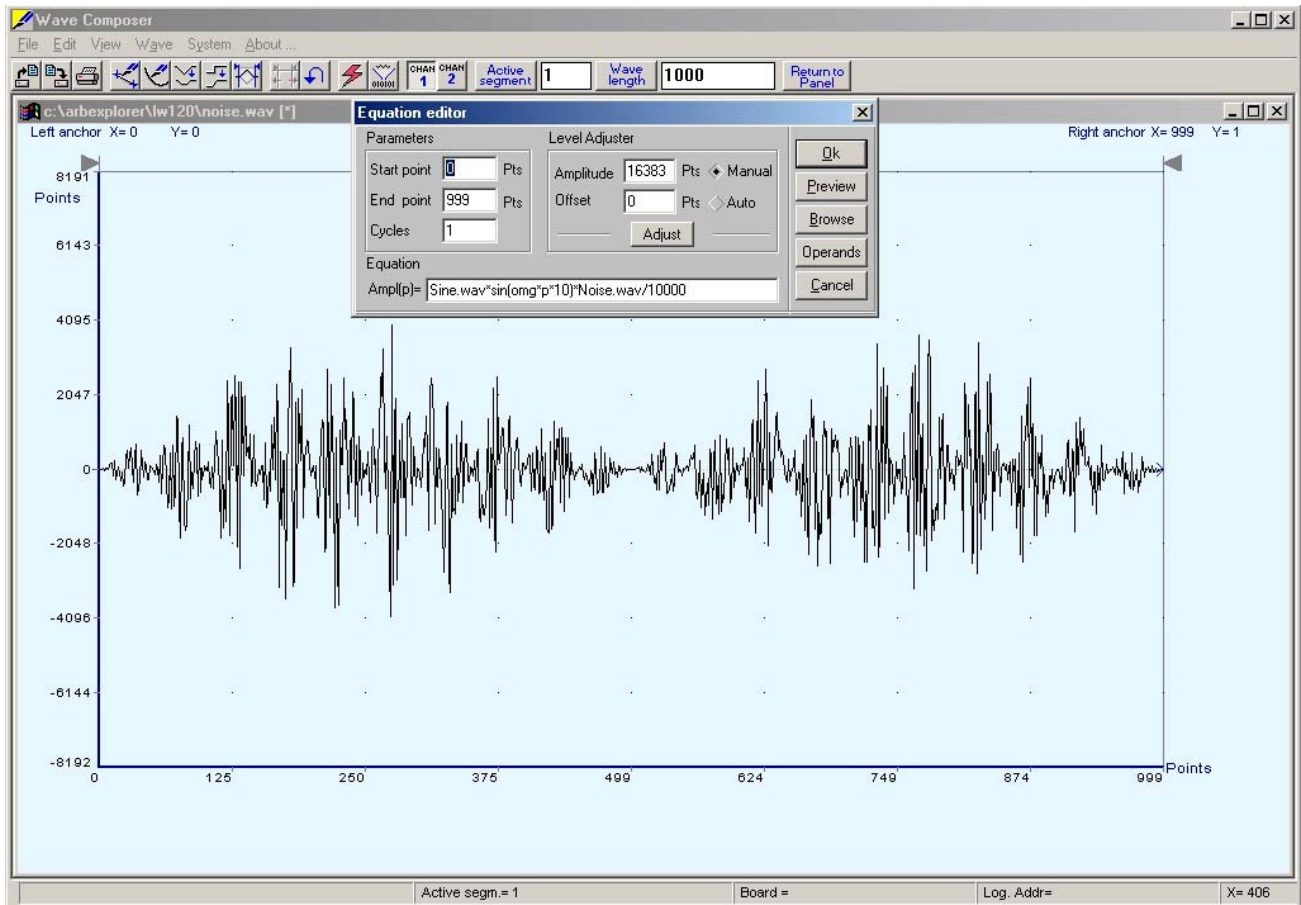 Wave Composer
File Edit View Wave System About ...
010101
CHAN 1 CHAN 2
Active segment 1
Wave length 1000
Return to Panel
c:\arbexplorer\lw120\noise.wav [*]
Left anchor X= 0 Y= 0
Right anchor X= 999 Y= 1
Equation editor
Parameters
Start point 0 Pts
End point 999 Pts
Cycles 1
Level Adjuster
Amplitude 16383 Pts Manual
Offset 0 Pts Auto
Adjust
Equation
Ampl(p)= Sine.wav*sin(omg*p*10)*Noise.wav/10000
Ok
Preview
Browse
Operands
Cancel
8191
Points
6143
4095
2047
0
-2048
-4096
-6144
-8192
0 125 250 375 499 624 749 874 999 Points
Active segm.= 1 Board = Log. Addr= X= 406